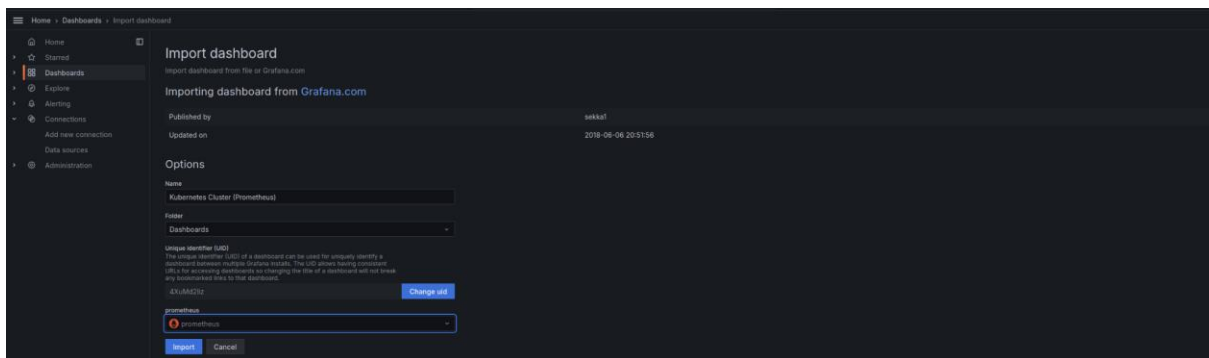 Home › Dashboards › Import dashboard
Home
Starred
Dashboards
Explore
Alerting
Connections
Add new connection
Data sources
Administration
Import dashboard
Import dashboard from file or Grafana.com
Importing dashboard from Grafana.com
Published by sekka1
Updated on 2018-06-06 20:51:56
Options
Name
Kubernetes Cluster (Prometheus)
Folder
Dashboards
Unique identifier (UID)
The unique identifier (UID) of a dashboard can be used for uniquely identify a
dashboard between multiple Grafana installs. The UID allows having consistent
URLs for accessing dashboards so changing the title of a dashboard will not break
any bookmarked links to that dashboard.
Change uid
prometheus
prometheus
Import Cancel